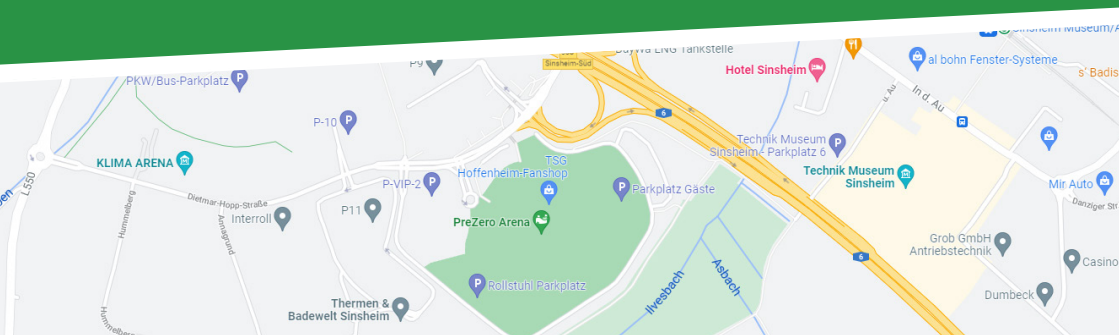 Sinsheim Museum/A
BayWa LNG Tankstelle
al bohn Fenster-Systeme
P9
Sinsheim-Süd
Hotel Sinsheim
s' Badis
PKW/Bus-Parkplatz
In d. Au
u. Au
6
P-10
Technik Museum
Sinsheim - Parkplatz 6
KLIMA ARENA
TSG
Hoffenheim-Fanshop
Technik Museum
Sinsheim
L550
P-VIP-2
Parkplatz Gäste
Mir Auto
Dietmar-Hopp-Straße
Danziger Str
Hummelberg
Interroll
P11
PreZero Arena
Annagrund
Grob GmbH
Antriebstechnik
6
Casino
Ilvesbach
Asbach
Rollstuhl Parkplatz
Dumbeck
Thermen &
Badewelt Sinsheim
Hummelberg